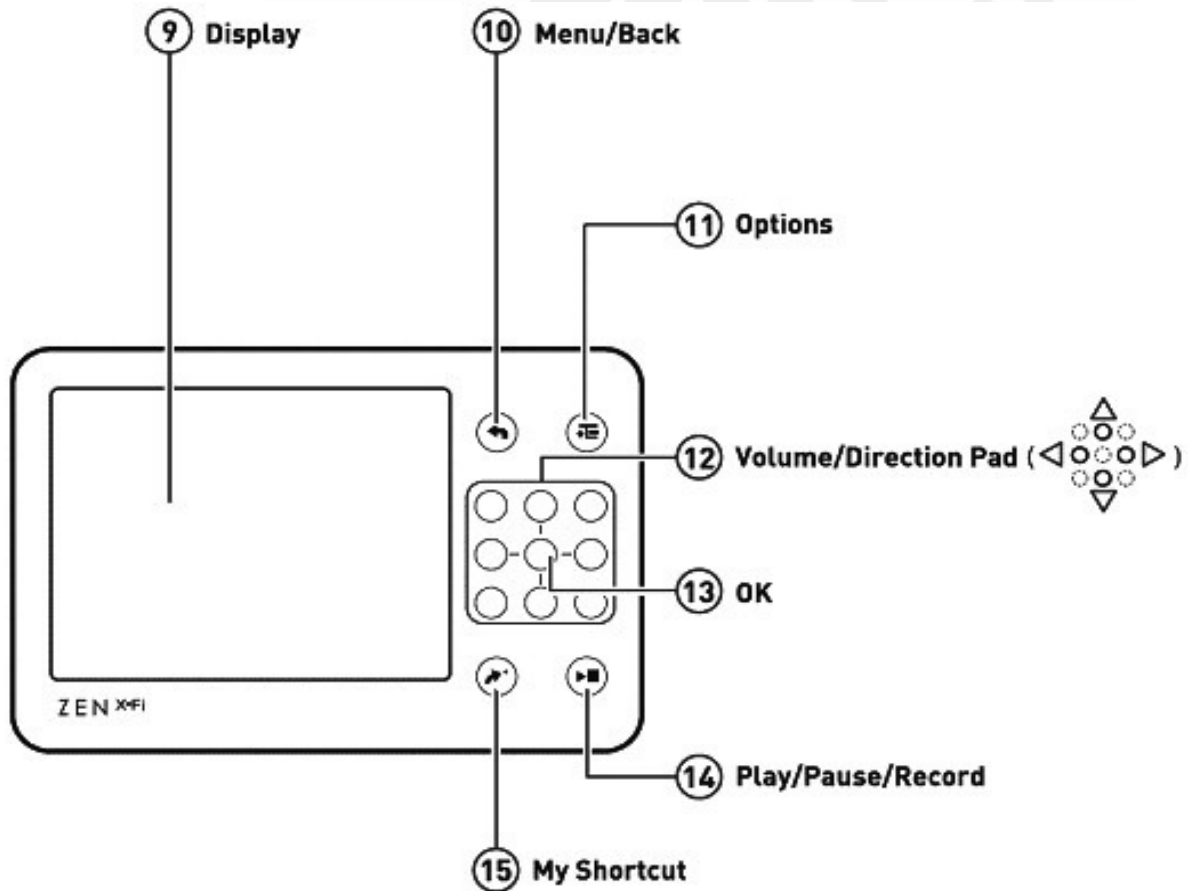 9 Display
10 Menu/Back
11 Options
12 Volume/Direction Pad ( )
13 OK
ZEN X-Fi
14 Play/Pause/Record
15 My Shortcut